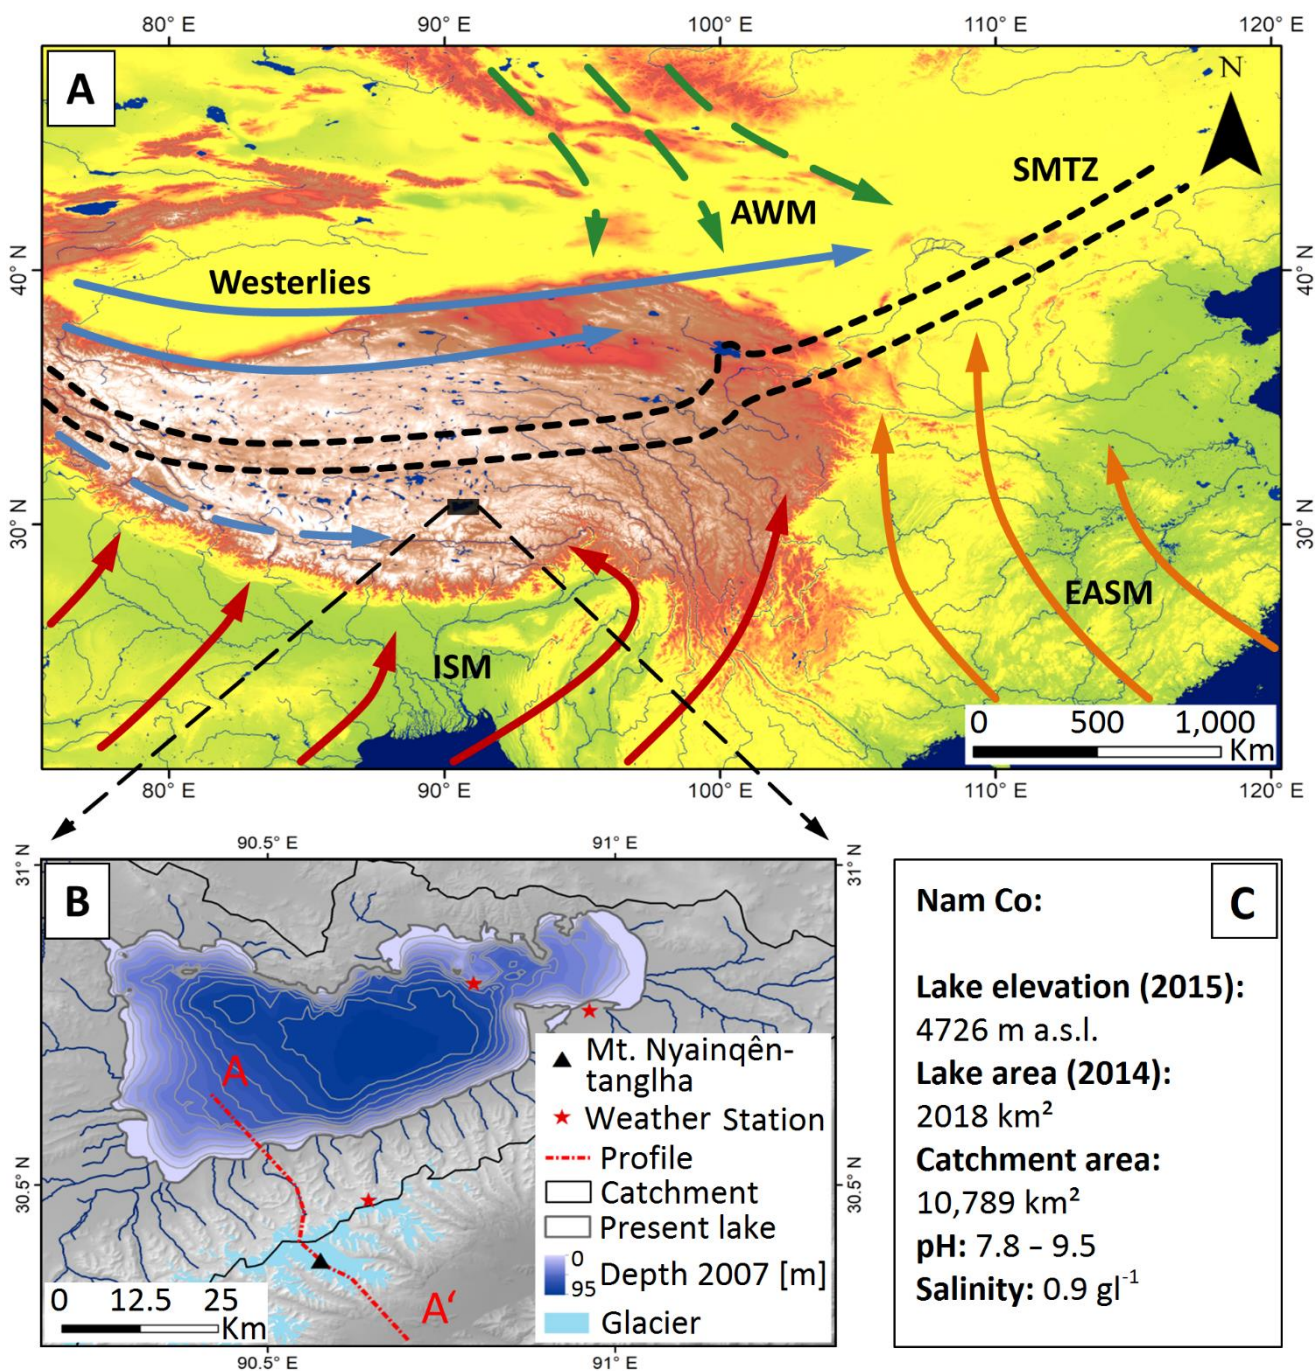 80° E 90° E 100° E 110° E 120° E
A
N
SMTZ
AWM
40° N
Westerlies
40° N
30° N
30° N
EASM
ISM
0 500 1,000
Km
80° E 90° E 100° E 110° E 120° E
90.5° E 91° E
31° N
31° N
B
A
Mt. Nyainqên-
tanglha
Weather Station
Profile
Catchment
Present lake
0
95
Depth 2007 [m]
Glacier
30.5° N
30.5° N
A‘
0 12.5 25
Km
90.5° E 91° E
C
Nam Co:
Lake elevation (2015):
4726 m a.s.l.
Lake area (2014):
2018 km²
Catchment area:
10,789 km²
pH: 7.8 – 9.5
Salinity: 0.9 gl⁻¹